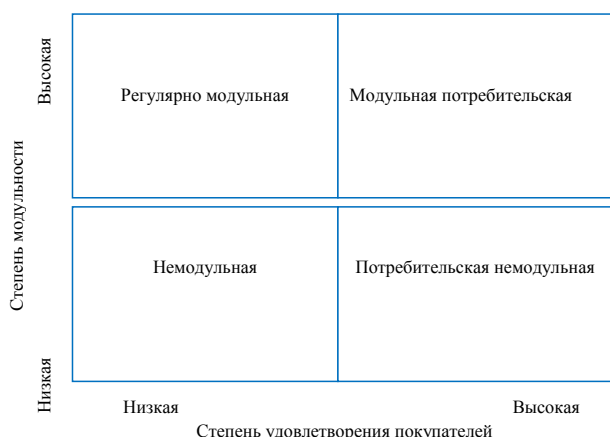 Высокая
Регулярно модульная
Модульная потребительская
Степень модульности
Немодульная
Потребительская немодульная
Низкая
Низкая
Высокая
Степень удовлетворения покупателей